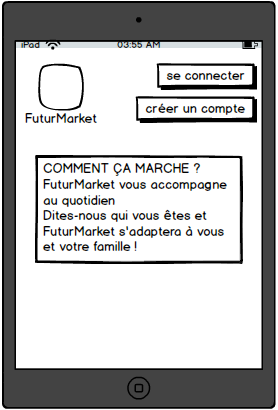 iPad 03:55 AM
se connecter
créer un compte
FuturMarket
COMMENT ÇA MARCHE ?
FuturMarket vous accompagne
au quotidien
Dites-nous qui vous êtes et
FuturMarket s'adaptera à vous
et votre famille !